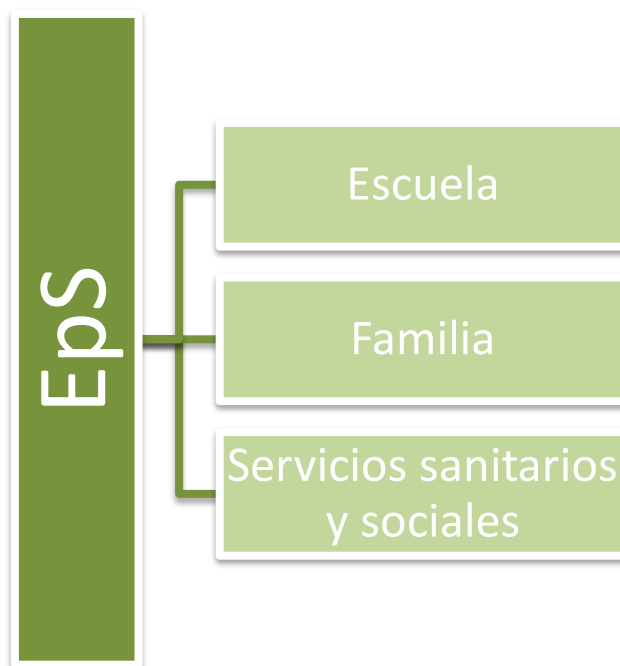 EpS
Escuela
Familia
Servicios sanitarios
y sociales